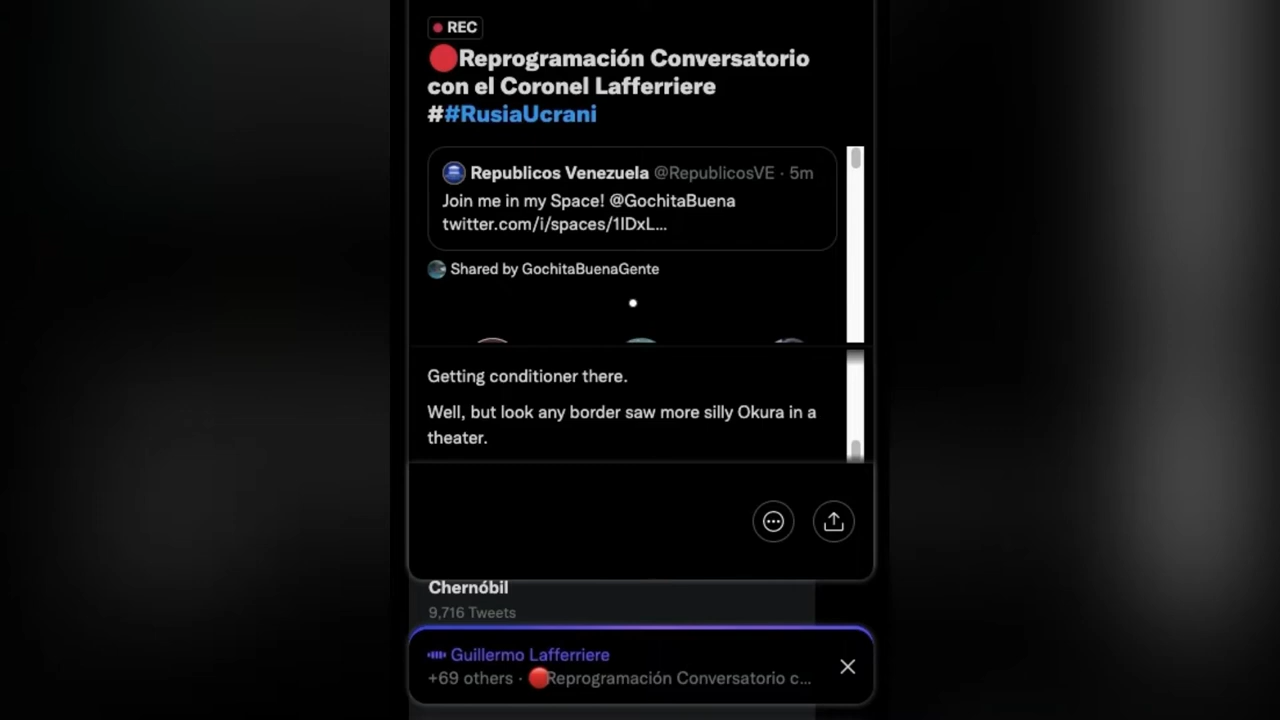 REC
🔴Reprogramación Conversatorio
con el Coronel Lafferriere
##RusiaUcrani
Republicos Venezuela @RepublicosVE · 5m
Join me in my Space! @GochitaBuena
twitter.com/i/spaces/1lDxL...
Shared by GochitaBuenaGente
Getting conditioner there.
Well, but look any border saw more silly Okura in a
theater.
Chernóbil
9,716 Tweets
Guillermo Lafferriere
+69 others · 🔴Reprogramación Conversatorio c...